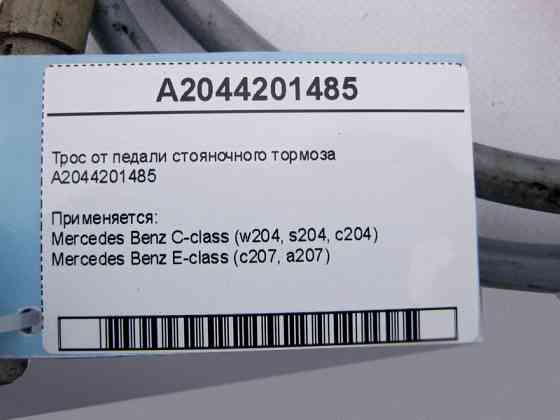 A2044201485
Трос от педали стояночного тормоза
A2044201485
Применяется:
Mercedes Benz C-class (w204, s204, c204)
Mercedes Benz E-class (c207, a207)